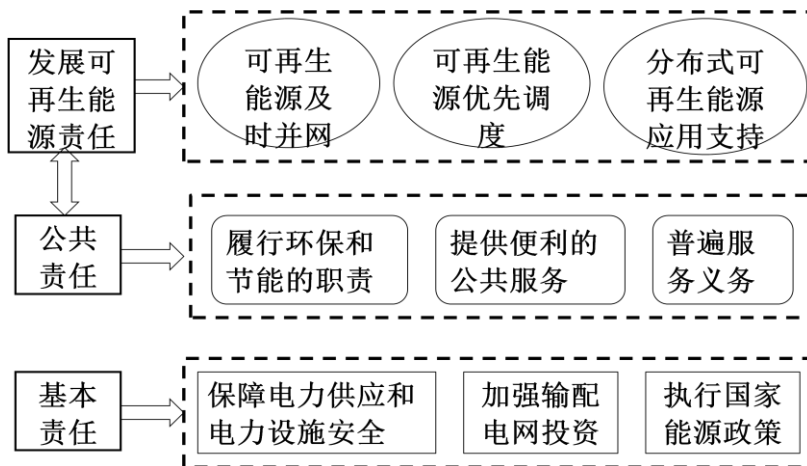 发展可
再生能
源责任
可再生
能源及
时并网
可再生能
源优先调
度
分布式可
再生能源
应用支持
公共
责任
履行环保和
节能的职责
提供便利的
公共服务
普遍服
务义务
基本
责任
保障电力供应和
电力设施安全
加强输配
电网投资
执行国家
能源政策